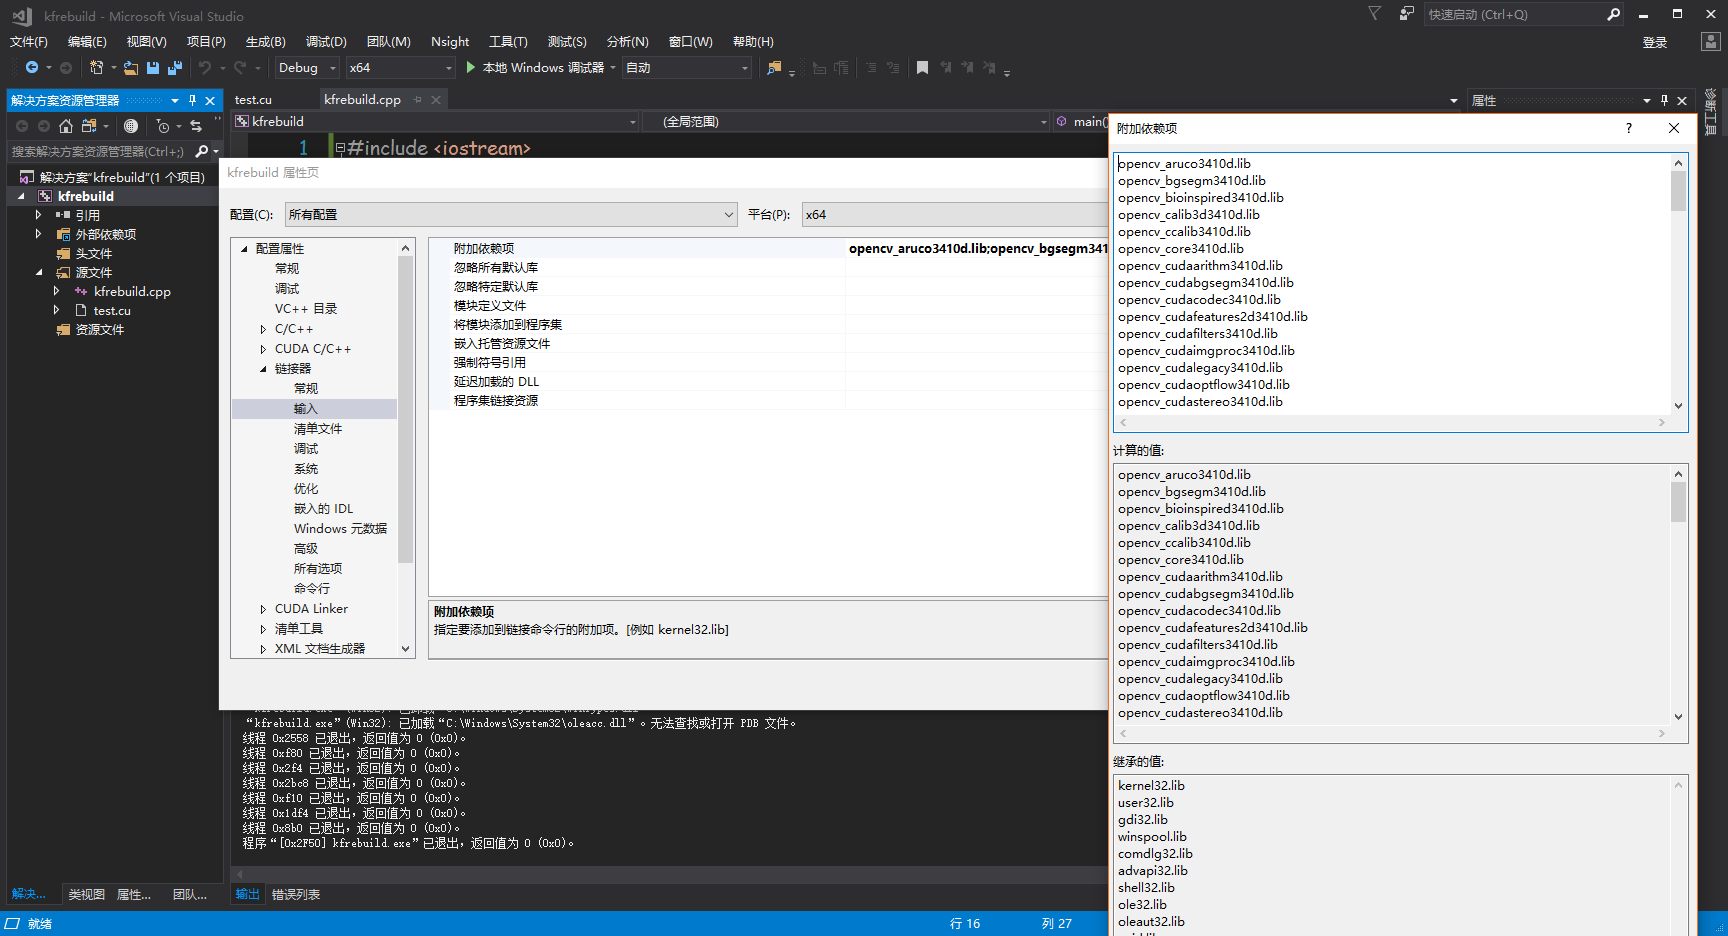 kfrebuild - Microsoft Visual Studio
快速启动 (Ctrl+Q)
文件(F) 编辑(E) 视图(V) 项目(P) 生成(B) 调试(D) 团队(M) Nsight 工具(T) 测试(S) 分析(N) 窗口(W) 帮助(H)
登录
Debug x64 本地 Windows 调试器 自动
解决方案资源管理器
搜索解决方案资源管理器(Ctrl+;)
解决方案"kfrebuild"(1 个项目)
kfrebuild
引用
外部依赖项
头文件
源文件
kfrebuild.cpp
test.cu
资源文件
解决... 类视图 属性... 团队...
test.cu kfrebuild.cpp
kfrebuild (全局范围) main()
1 #include <iostream>
属性
诊断工具
kfrebuild 属性页
配置(C): 所有配置 平台(P): x64
配置属性
常规
调试
VC++ 目录
C/C++
CUDA C/C++
链接器
常规
输入
清单文件
调试
系统
优化
嵌入的 IDL
Windows 元数据
高级
所有选项
命令行
CUDA Linker
清单工具
XML 文档生成器
附加依赖项 opencv_aruco3410d.lib;opencv_bgsegm341
忽略所有默认库
忽略特定默认库
模块定义文件
将模块添加到程序集
嵌入托管资源文件
强制符号引用
延迟加载的 DLL
程序集链接资源
附加依赖项
指定要添加到链接命令行的附加项。[例如 kernel32.lib]
附加依赖项
?
opencv_aruco3410d.lib
opencv_bgsegm3410d.lib
opencv_bioinspired3410d.lib
opencv_calib3d3410d.lib
opencv_ccalib3410d.lib
opencv_core3410d.lib
opencv_cudaarithm3410d.lib
opencv_cudabgsegm3410d.lib
opencv_cudacodec3410d.lib
opencv_cudafeatures2d3410d.lib
opencv_cudafilters3410d.lib
opencv_cudaimgproc3410d.lib
opencv_cudalegacy3410d.lib
opencv_cudaoptflow3410d.lib
opencv_cudastereo3410d.lib
计算的值:
opencv_aruco3410d.lib
opencv_bgsegm3410d.lib
opencv_bioinspired3410d.lib
opencv_calib3d3410d.lib
opencv_ccalib3410d.lib
opencv_core3410d.lib
opencv_cudaarithm3410d.lib
opencv_cudabgsegm3410d.lib
opencv_cudacodec3410d.lib
opencv_cudafeatures2d3410d.lib
opencv_cudafilters3410d.lib
opencv_cudaimgproc3410d.lib
opencv_cudalegacy3410d.lib
opencv_cudaoptflow3410d.lib
opencv_cudastereo3410d.lib
继承的值:
kernel32.lib
user32.lib
gdi32.lib
winspool.lib
comdlg32.lib
advapi32.lib
shell32.lib
ole32.lib
oleaut32.lib
“kfrebuild.exe”(Win32): 已加载“C:\Windows\System32\oleacc.dll”。无法查找或打开 PDB 文件。
线程 0x2558 已退出，返回值为 0 (0x0)。
线程 0xf80 已退出，返回值为 0 (0x0)。
线程 0x2f4 已退出，返回值为 0 (0x0)。
线程 0x2bc8 已退出，返回值为 0 (0x0)。
线程 0xf10 已退出，返回值为 0 (0x0)。
线程 0x1df4 已退出，返回值为 0 (0x0)。
线程 0x8b0 已退出，返回值为 0 (0x0)。
程序“[0x2F50] kfrebuild.exe”已退出，返回值为 0 (0x0)。
输出 错误列表
就绪 行 16 列 27